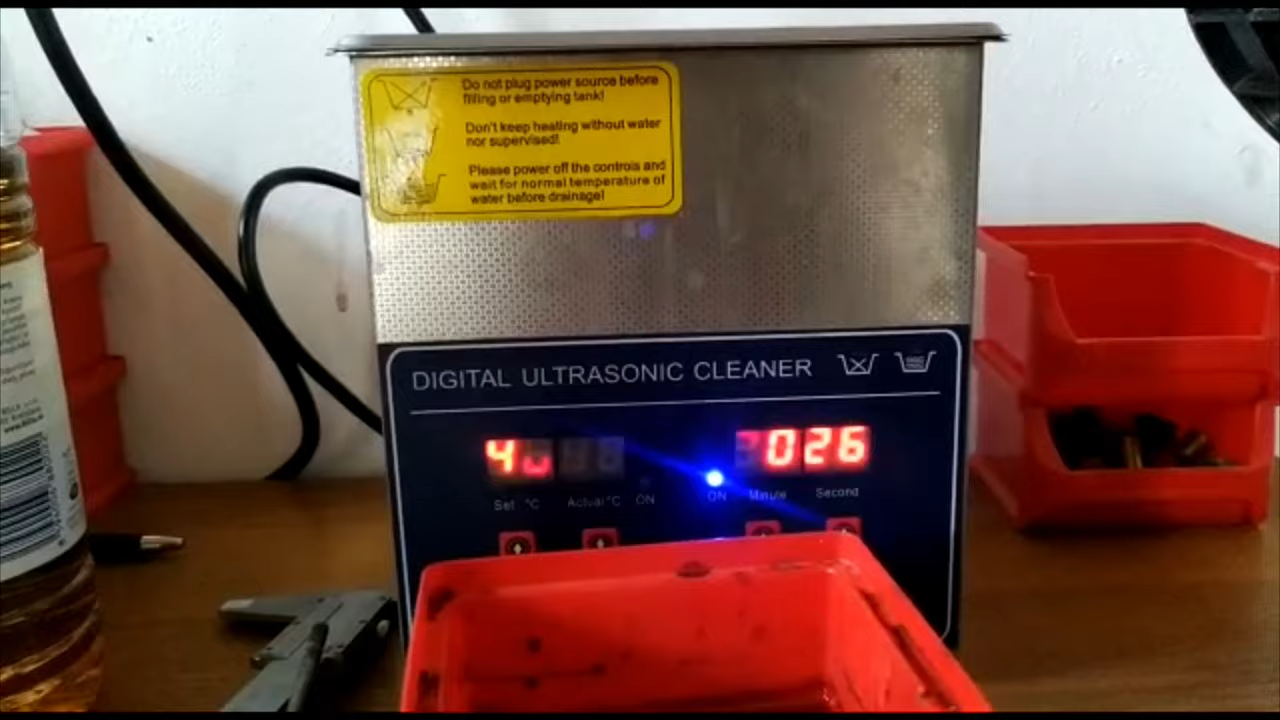 Do not plug power source before
filling or emptying tank!
Don't keep heating without water
nor supervised!
Please power off the controls and
wait for normal temperature of
water before drainage!
DIGITAL ULTRASONIC CLEANER
026
Set °C
Actual°C
ON
ON
Minute
Second